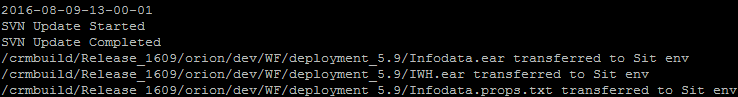 2016-08-09-13-00-01
SVN Update Started
SVN Update Completed
/crmbuild/Release_1609/orion/dev/WF/deployment_5.9/Infodata.ear transferred to Sit env
/crmbuild/Release_1609/orion/dev/WF/deployment_5.9/IWH.ear transferred to Sit env
/crmbuild/Release_1609/orion/dev/WF/deployment_5.9/Infodata.props.txt transferred to Sit env